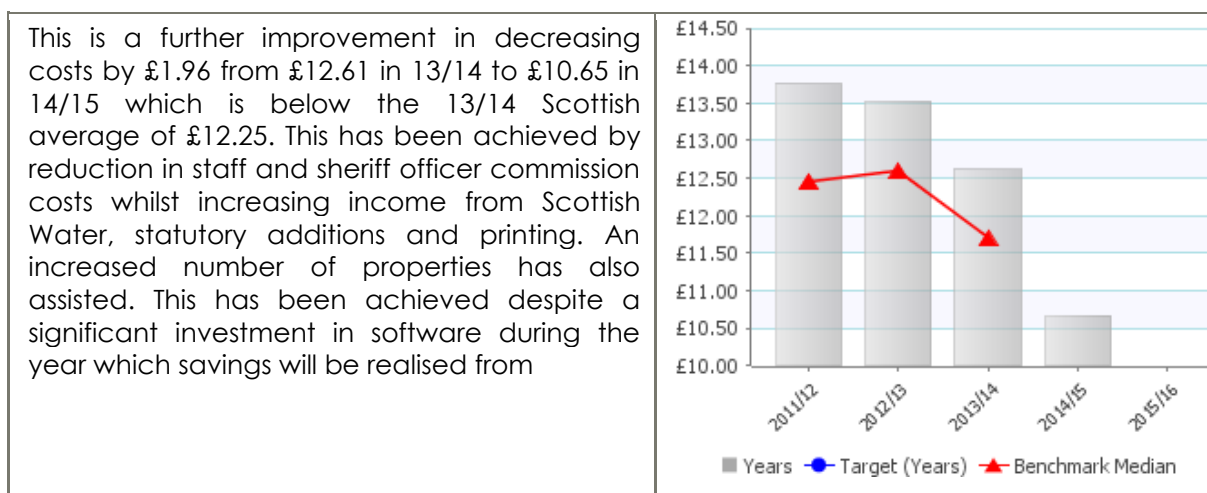 This is a further improvement in decreasing
costs by £1.96 from £12.61 in 13/14 to £10.65 in
14/15 which is below the 13/14 Scottish
average of £12.25. This has been achieved by
reduction in staff and sheriff officer commission
costs whilst increasing income from Scottish
Water, statutory additions and printing. An
increased number of properties has also
assisted. This has been achieved despite a
significant investment in software during the
year which savings will be realised from
£14.50
£14.00
£13.50
£13.00
£12.50
£12.00
£11.50
£11.00
£10.50
£10.00
2011/12
2012/13
2013/14
2014/15
2015/16
Years
Target (Years)
Benchmark Median